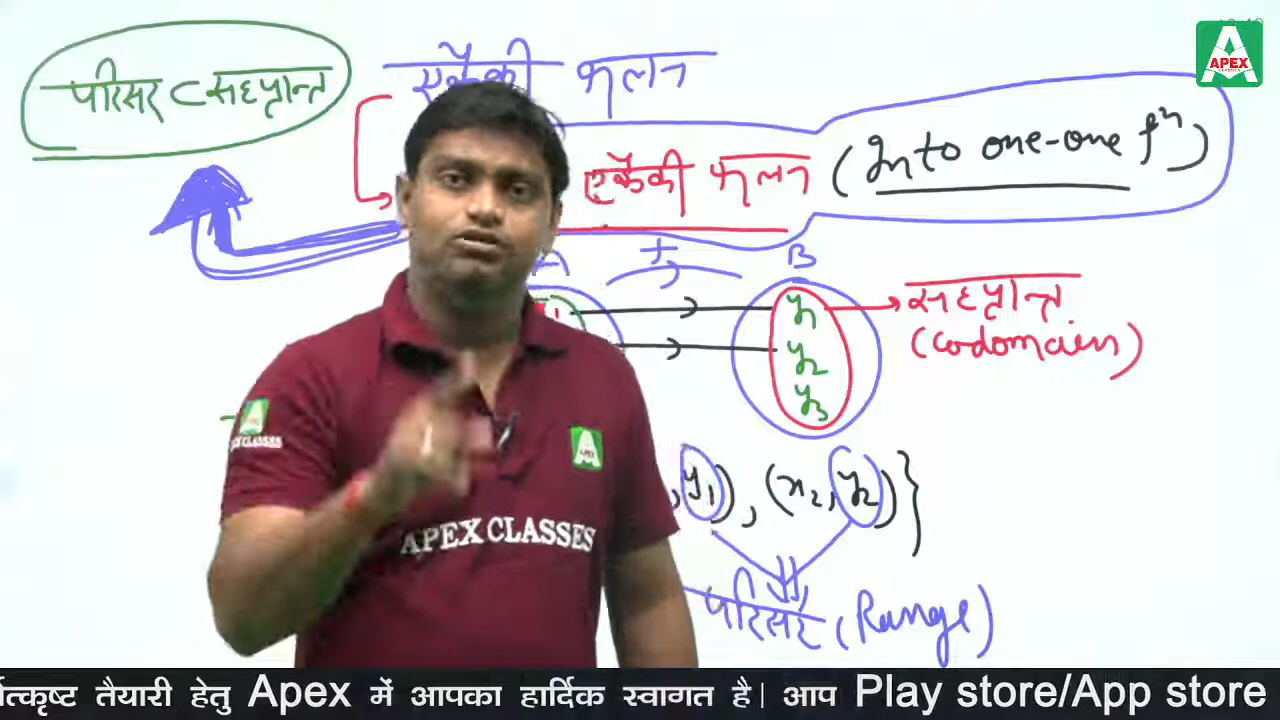 परिसर ⊂ सहप्रान्त
एकैकी फलन
एकैकी फलन (Into one-one fⁿ)
f
B
y₁
y₂
y₃
सहप्रान्त
(codomain)
, y₁), (x₂, y₂)}
परिसर (Range)
APEX
CLASSES
APEX CLASSES
त्कृष्ट तैयारी हेतु Apex में आपका हार्दिक स्वागत है| आप Play store/App store